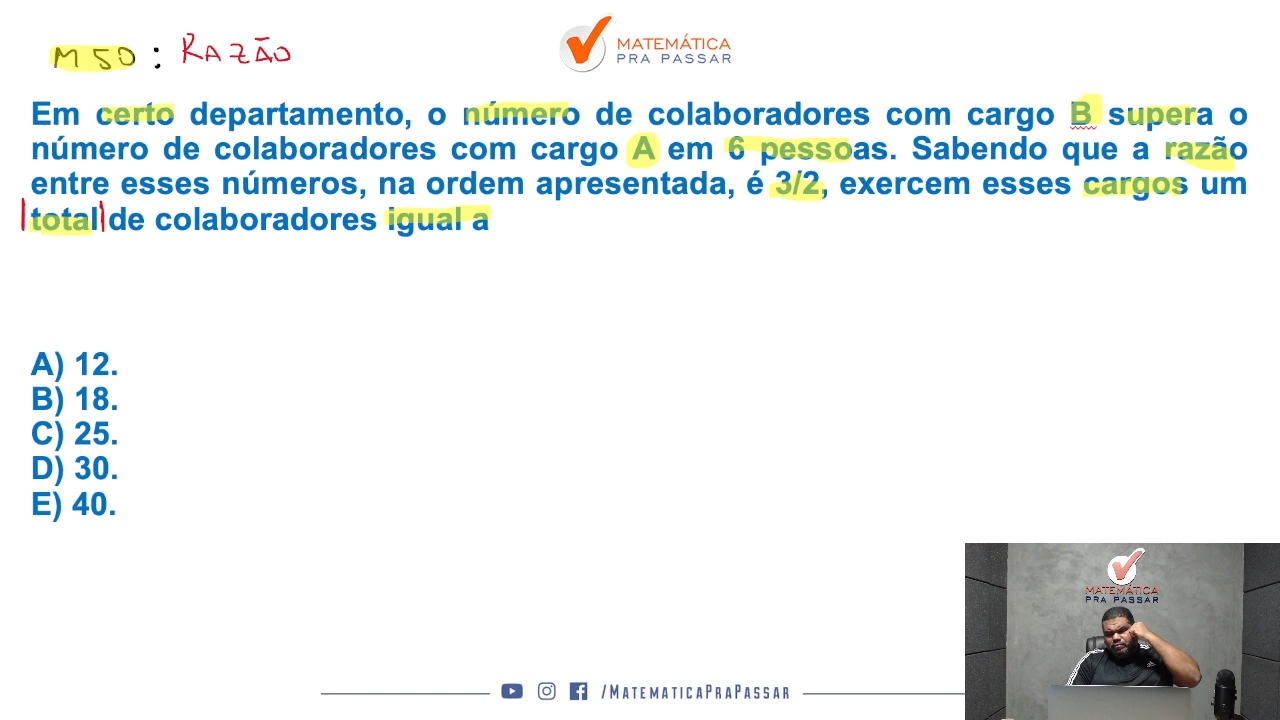 M50 : RAZÃO
MATEMÁTICA
PRA PASSAR
Em certo departamento, o número de colaboradores com cargo B supera o
número de colaboradores com cargo A em 6 pessoas. Sabendo que a razão
entre esses números, na ordem apresentada, é 3/2, exercem esses cargos um
total de colaboradores igual a
A) 12.
B) 18.
C) 25.
D) 30.
E) 40.
MATEMÁTICA
PRA PASSAR
/MATEMATICAPRAPASSAR